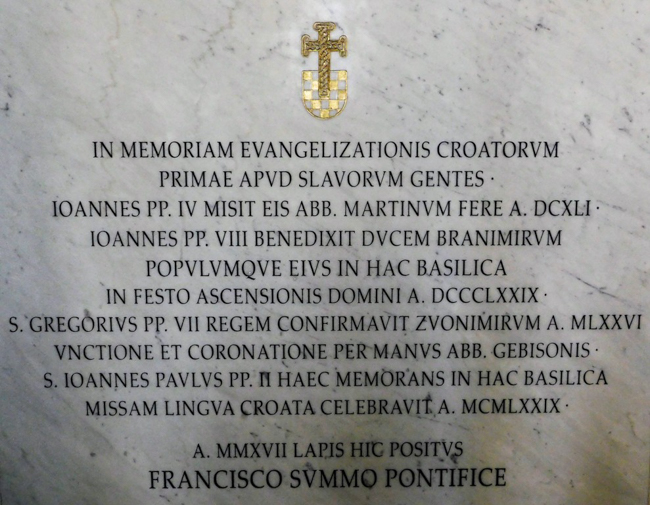 IN MEMORIAM EVANGELIZATIONIS CROATORVM
PRIMAE APVD SLAVORVM GENTES ·
IOANNES PP. IV MISIT EIS ABB. MARTINVM FERE A. DCXLI ·
IOANNES PP. VIII BENEDIXIT DVCEM BRANIMIRVM
POPVLVMQVE EIVS IN HAC BASILICA
IN FESTO ASCENSIONIS DOMINI A. DCCCLXXIX ·
S. GREGORIVS PP. VII REGEM CONFIRMAVIT ZVONIMIRVM A. MLXXVI
VNCTIONE ET CORONATIONE PER MANVS ABB. GEBISONIS ·
S. IOANNES PAVLVS PP. II HAEC MEMORANS IN HAC BASILICA
MISSAM LINGVA CROATA CELEBRAVIT A. MCMLXXIX ·
A. MMXVII LAPIS HIC POSITVS
FRANCISCO SVMMO PONTIFICE